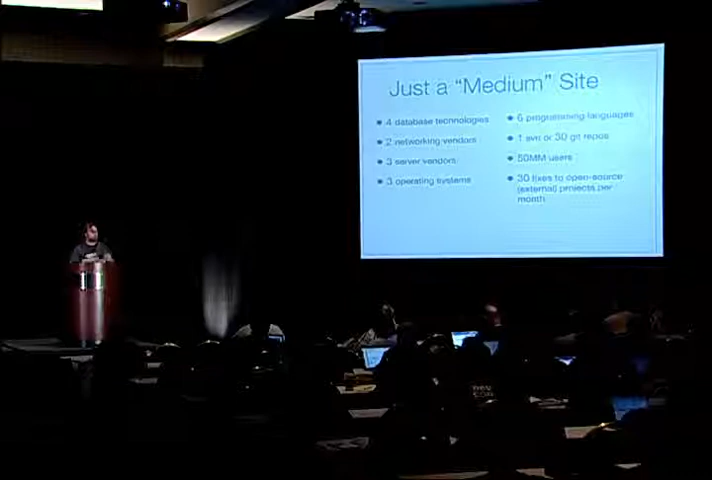 Just a "Medium" Site
4 database technologies
2 networking vendors
3 server vendors
3 operating systems
6 programming languages
1 svn or 30 git repos
50MM users
30 fixes to open-source
(external) projects per
month